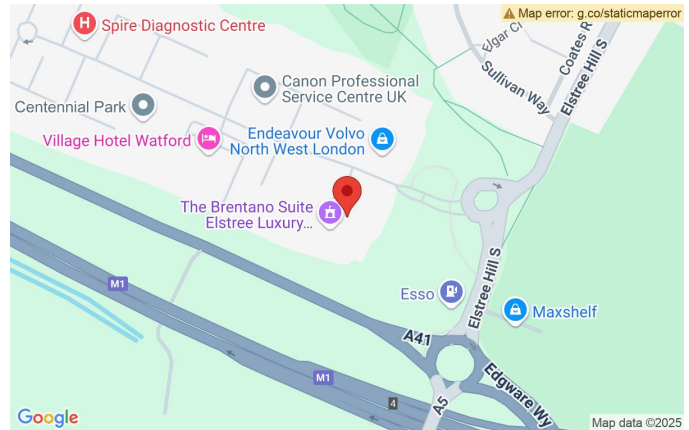 Map error: g.co/staticmaperror
H
Spire Diagnostic Centre
Elgar Cl
Coates R
Sullivan Way
Elstree Hill S
Canon Professional
Service Centre UK
Centennial Park
Village Hotel Watford
Endeavour Volvo
North West London
The Brentano Suite
Elstree Luxury...
M1
Esso
Elstree Hill S
Maxshelf
A41
M1
4
A5
Edgware Wy
Google
Map data ©2025